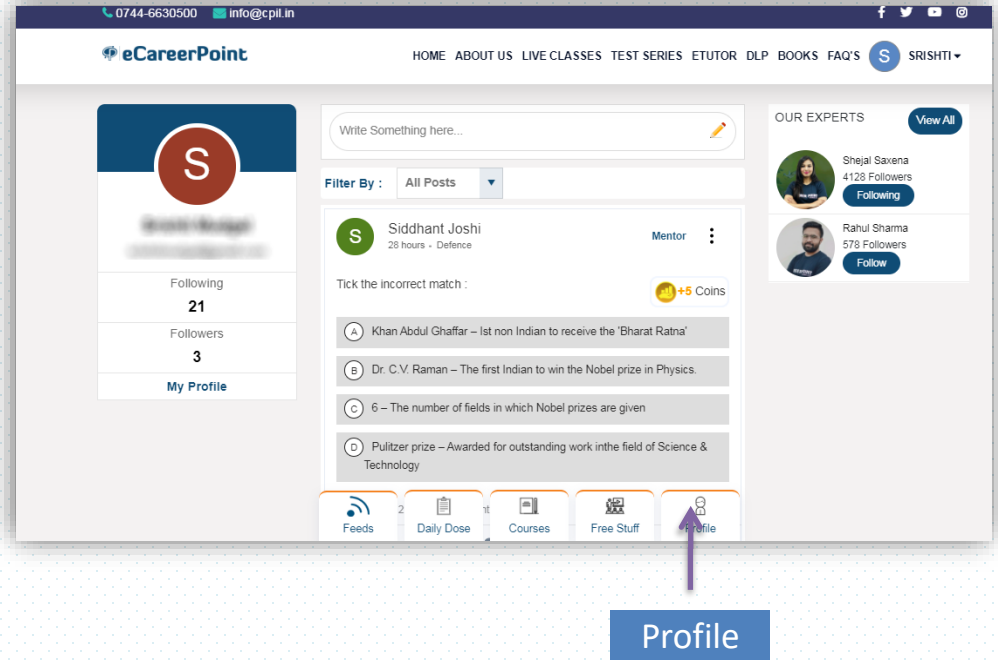 0744-6630500 info@cpil.in
eCareerPoint
HOME ABOUT US LIVE CLASSES TEST SERIES ETUTOR DLP BOOKS FAQ'S S SRISHTI
S
Following
21
Followers
3
My Profile
Write Something here...
Filter By : All Posts
S
Siddhant Joshi
28 hours - Defence
Mentor
Tick the incorrect match :
+5 Coins
A Khan Abdul Ghaffar – Ist non Indian to receive the 'Bharat Ratna'
B Dr. C.V. Raman – The first Indian to win the Nobel prize in Physics.
C 6 – The number of fields in which Nobel prizes are given
D Pulitzer prize – Awarded for outstanding work inthe field of Science &
Technology
Feeds Daily Dose Courses Free Stuff Profile
OUR EXPERTS View All
Shejal Saxena
4128 Followers
Following
Rahul Sharma
578 Followers
Follow
Profile